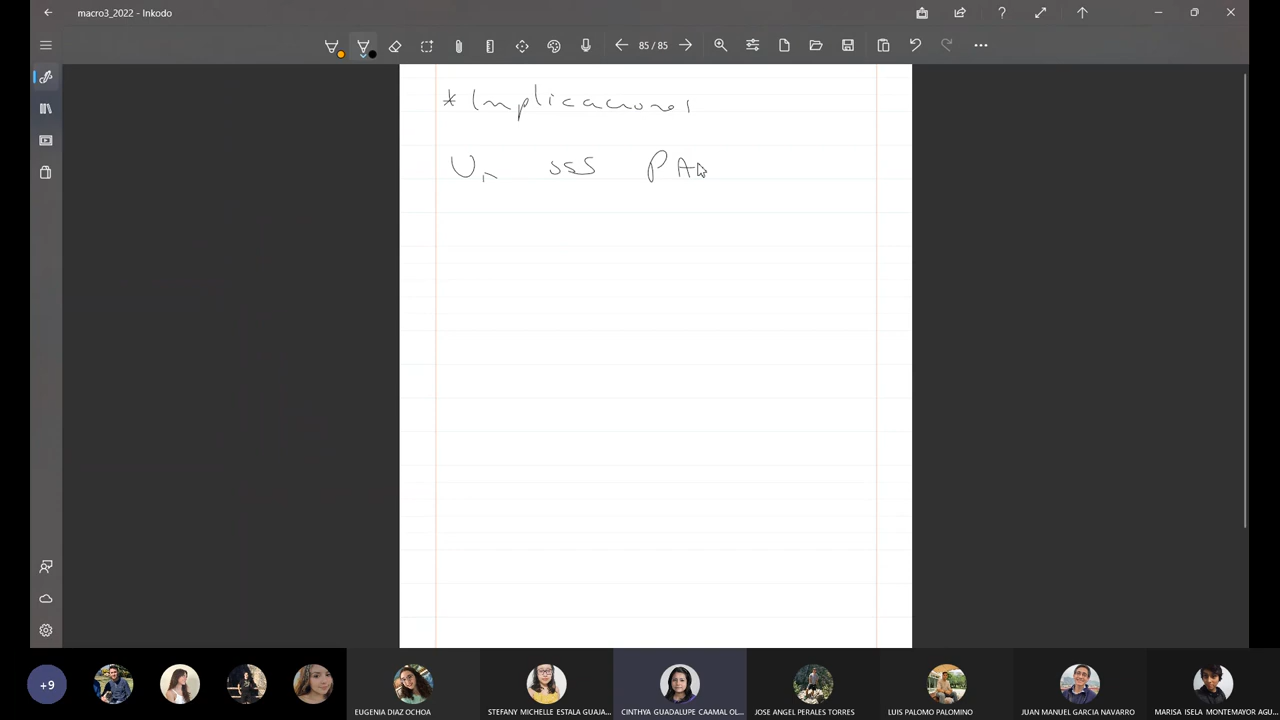 macro3_2022 - Inkodo
85 / 85
* Implicaciones
Un SSS PAR
+9
EUGENIA DIAZ OCHOA
STEFANY MICHELLE ESTALA GUAJA...
CINTHYA GUADALUPE CAAMAL OL...
JOSE ANGEL PERALES TORRES
LUIS PALOMO PALOMINO
JUAN MANUEL GARCIA NAVARRO
MARISA ISELA MONTEMAYOR AGU...